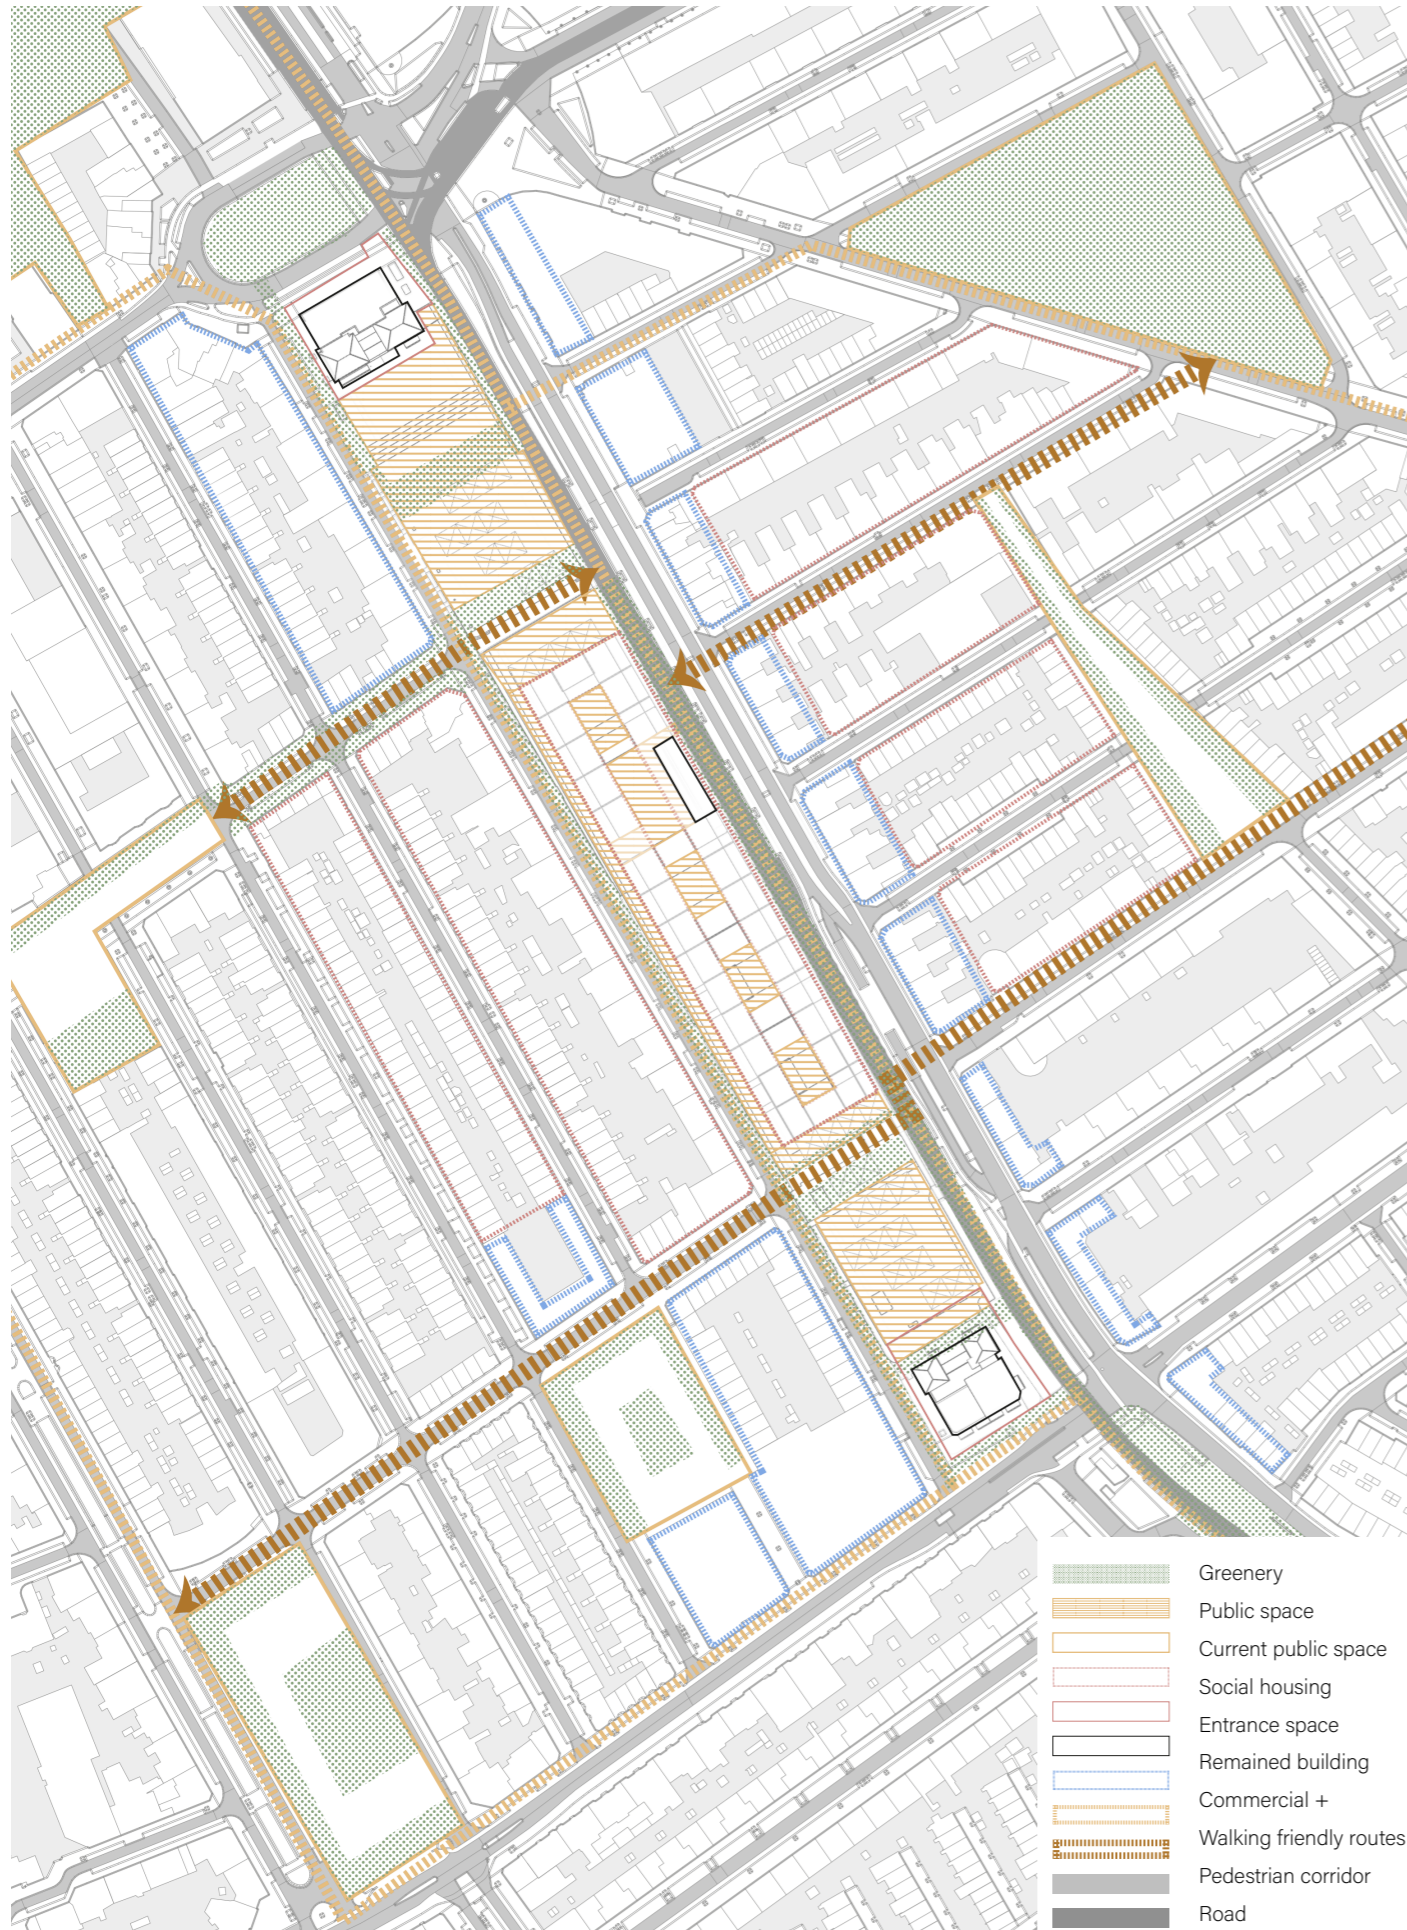 Greenery
Public space
Current public space
Social housing
Entrance space
Remained building
Commercial +
Walking friendly routes
Pedestrian corridor
Road